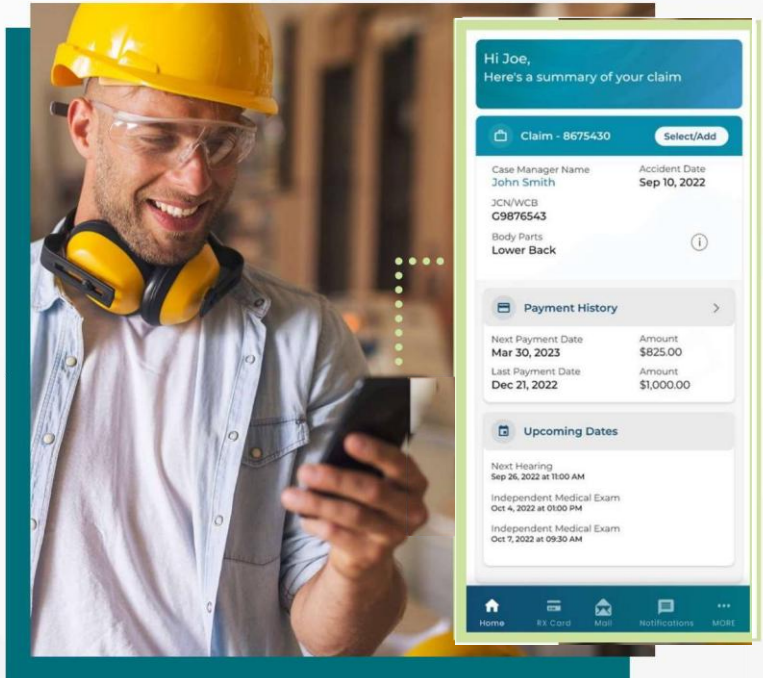 Hi Joe,
Here's a summary of your claim
Claim - 8675430
Select/Add
Case Manager Name
Accident Date
John Smith
Sep 10, 2022
JCN/WCB
G9876543
Body Parts
Lower Back
Payment History
Next Payment Date
Amount
Mar 30, 2023
$825.00
Last Payment Date
Amount
Dec 21, 2022
$1,000.00
Upcoming Dates
Next Hearing
Sep 26, 2022 at 11:00 AM
Independent Medical Exam
Oct 4, 2022 at 01:00 PM
Independent Medical Exam
Oct 7, 2022 at 09:30 AM
Home
RX Card
Mail
Notifications
MORE